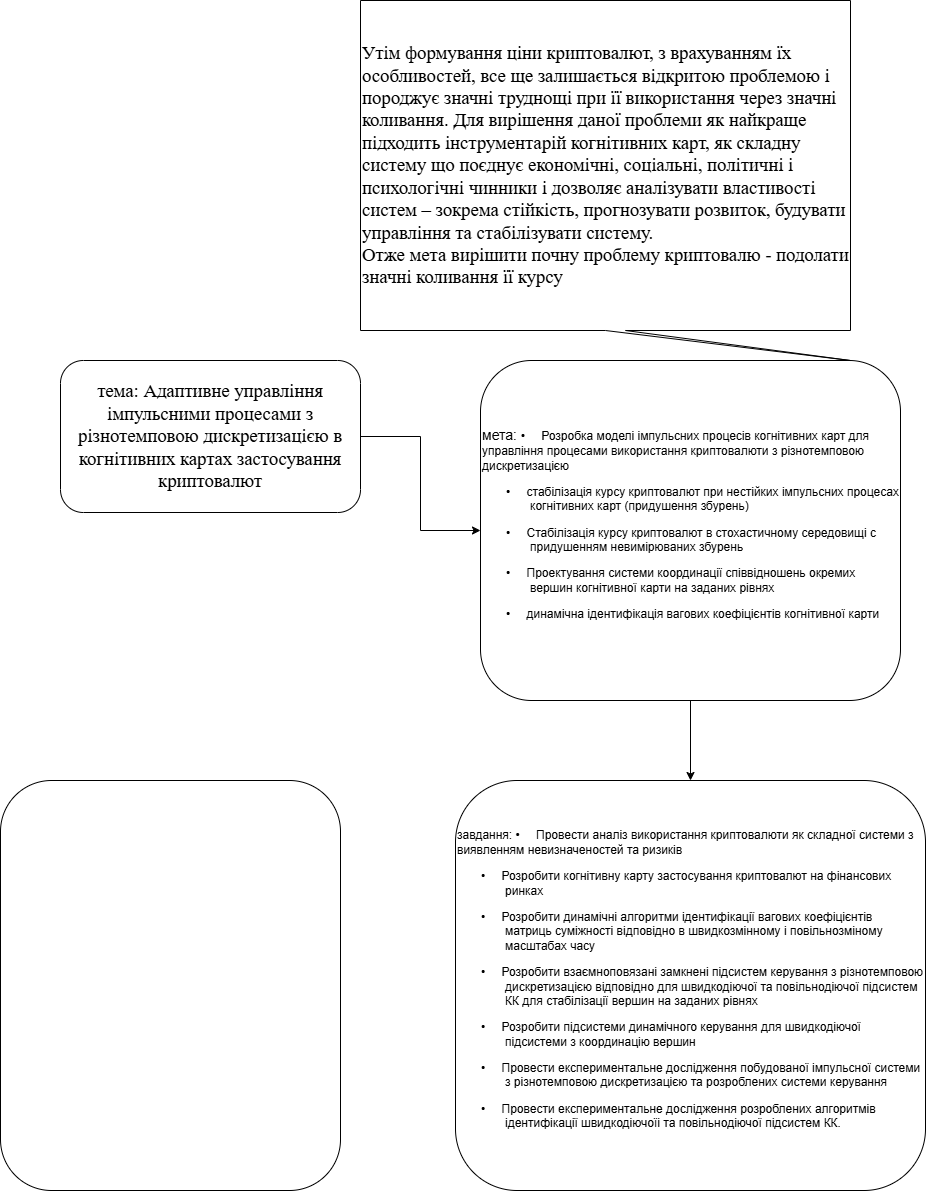 Утім формування ціни криптовалют, з врахуванням їх
особливостей, все ще залишається відкритою проблемою і
породжує значні труднощі при її використання через значні
коливання. Для вирішення даної проблеми як найкраще
підходить інструментарій когнітивних карт, як складну
систему що поєднує економічні, соціальні, політичні і
психологічні чинники і дозволяє аналізувати властивості
систем – зокрема стійкість, прогнозувати розвиток, будувати
управління та стабілізувати систему.
Отже мета вирішити почну проблему криптовалю - подолати
значні коливання її курсу
тема: Адаптивне управління
імпульсними процесами з
різнотемповою дискретизацією в
когнітивних картах застосування
криптовалют
мета: • Розробка моделі імпульсних процесів когнітивних карт для
управління процесами використання криптовалюти з різнотемповою
дискретизацією
• стабілізація курсу криптовалют при нестійких імпульсних процесах
когнітивних карт (придушення збурень)
• Стабілізація курсу криптовалют в стохастичному середовищі с
придушенням невимірюваних збурень
• Проектування системи координації співвідношень окремих
вершин когнітивної карти на заданих рівнях
• динамічна ідентифікація вагових коефіцієнтів когнітивної карти
завдання: • Провести аналіз використання криптовалюти як складної системи з
виявленням невизначеностей та ризиків
• Розробити когнітивну карту застосування криптовалют на фінансових
ринках
• Розробити динамічні алгоритми ідентифікації вагових коефіцієнтів
матриць суміжності відповідно в швидкозмінному і повільнозміному
масштабах часу
• Розробити взаємноповязані замкнені підсистем керування з різнотемповою
дискретизацією відповідно для швидкодіючої та повільнодіючої підсистем
КК для стабілізації вершин на заданих рівнях
• Розробити підсистеми динамічного керування для швидкодіючої
підсистеми з координацію вершин
• Провести експериментальне дослідження побудованої імпульсної системи
з різнотемповою дискретизацією та розроблених системи керування
• Провести експериментальне дослідження розроблених алгоритмів
ідентифікації швидкодіючоїї та повільнодіючої підсистем КК.